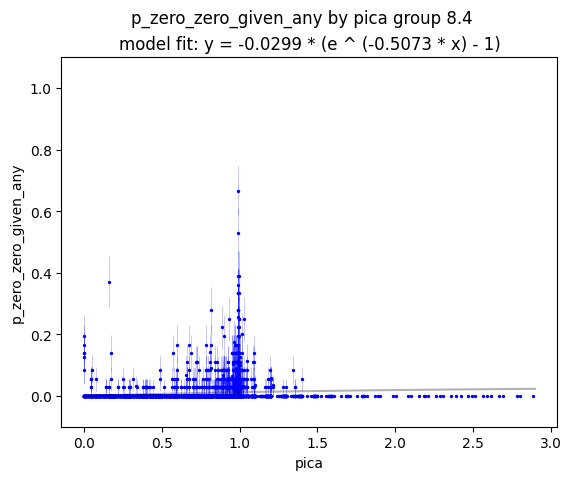 p_zero_zero_given_any by pica group 8.4
model fit: y = -0.0299 * (e ^ (-0.5073 * x) - 1)
1.0
0.8
0.6
0.4
0.2
0.0
p_zero_zero_given_any
0.0 0.5 1.0 1.5 2.0 2.5 3.0
pica